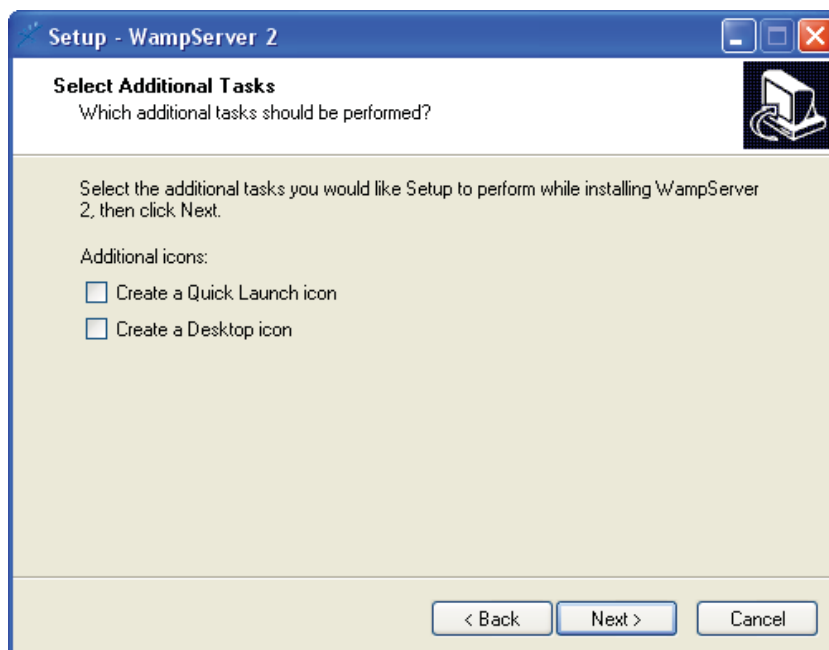 Setup - WampServer 2
Select Additional Tasks
Which additional tasks should be performed?
Select the additional tasks you would like Setup to perform while installing WampServer
2, then click Next.
Additional icons:
Create a Quick Launch icon
Create a Desktop icon
< Back Next > Cancel